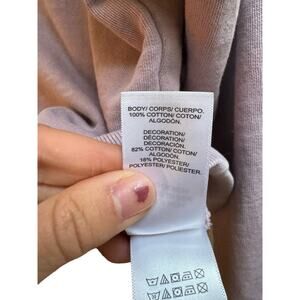 BODY/ CORPS/ CUERPO.
100% COTTON/ COTON/
ALGODÓN.
DECORATION/
DÉCORATION/
DECORACIÓN.
82% COTTON/ COTON/
ALGODÓN.
18% POLYESTER/
POLYESTER/ POLIÉSTER.